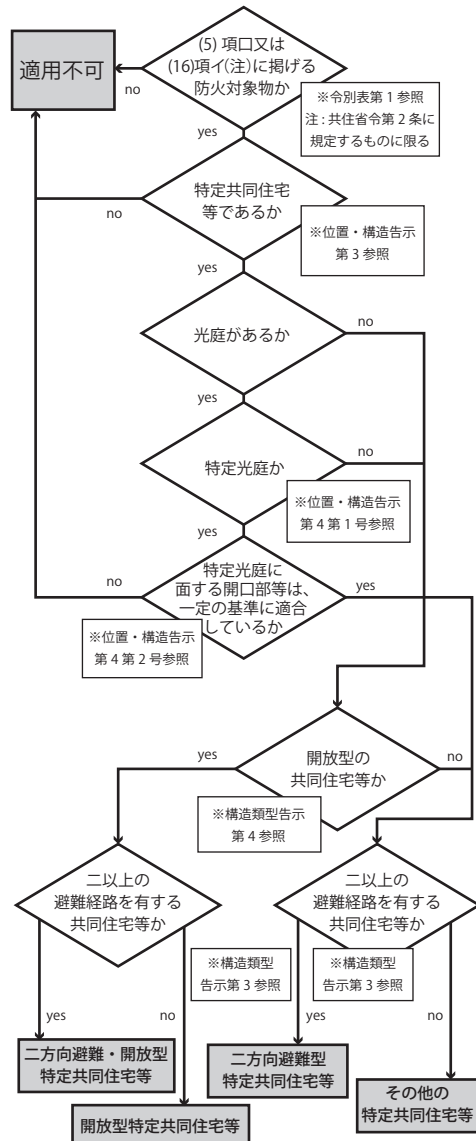 適用不可
(5) 項ロ又は
(16)項イ(注)に掲げる
防火対象物か
no
※令別表第 1 参照
注 : 共住省令第 2 条に
規定するものに限る
yes
特定共同住宅
等であるか
no
※位置・構造告示
第 3 参照
yes
光庭があるか
no
yes
特定光庭か
no
※位置・構造告示
第 4 第 1 号参照
yes
特定光庭に
面する開口部等は、
一定の基準に適合
しているか
no
yes
※位置・構造告示
第 4 第 2 号参照
開放型の
共同住宅等か
yes
no
※構造類型告示
第 4 参照
二以上の
避難経路を有する
共同住宅等か
二以上の
避難経路を有する
共同住宅等か
※構造類型
告示第 3 参照
※構造類型
告示第 3 参照
yes
no
yes
no
二方向避難・開放型
特定共同住宅等
開放型特定共同住宅等
二方向避難型
特定共同住宅等
その他の
特定共同住宅等